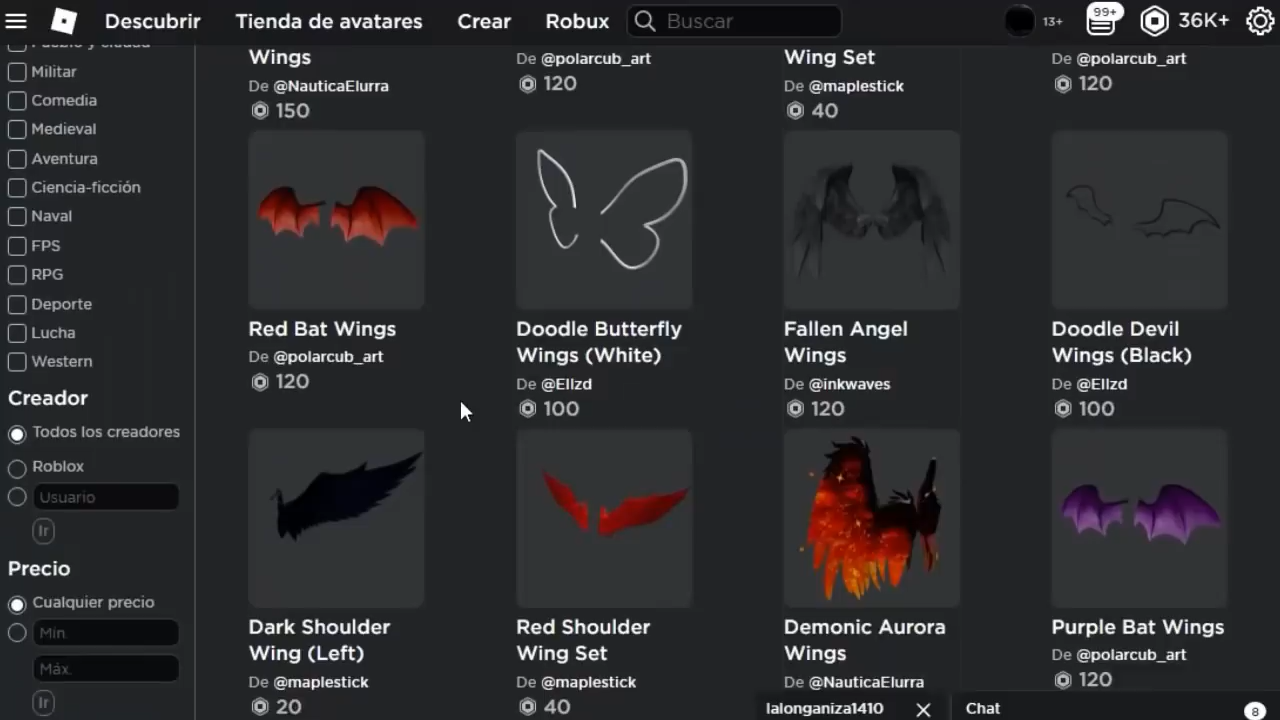 Descubrir
Tienda de avatares
Crear
Robux
Buscar
13+
99+
36K+
Pueblo y ciudad
Militar
Comedia
Medieval
Aventura
Ciencia-ficción
Naval
FPS
RPG
Deporte
Lucha
Western
Creador
Todos los creadores
Roblox
Usuario
Ir
Precio
Cualquier precio
Mín.
Máx.
Ir
Wings
De @NauticaElurra
150
De @polarcub_art
120
Wing Set
De @maplestick
40
De @polarcub_art
120
Red Bat Wings
De @polarcub_art
120
Doodle Butterfly
Wings (White)
De @Ellzd
100
Fallen Angel
Wings
De @inkwaves
120
Doodle Devil
Wings (Black)
De @Ellzd
100
Dark Shoulder
Wing (Left)
De @maplestick
20
Red Shoulder
Wing Set
De @maplestick
40
Demonic Aurora
Wings
De @NauticaElurra
Purple Bat Wings
De @polarcub_art
120
lalonganiza1410
Chat
8